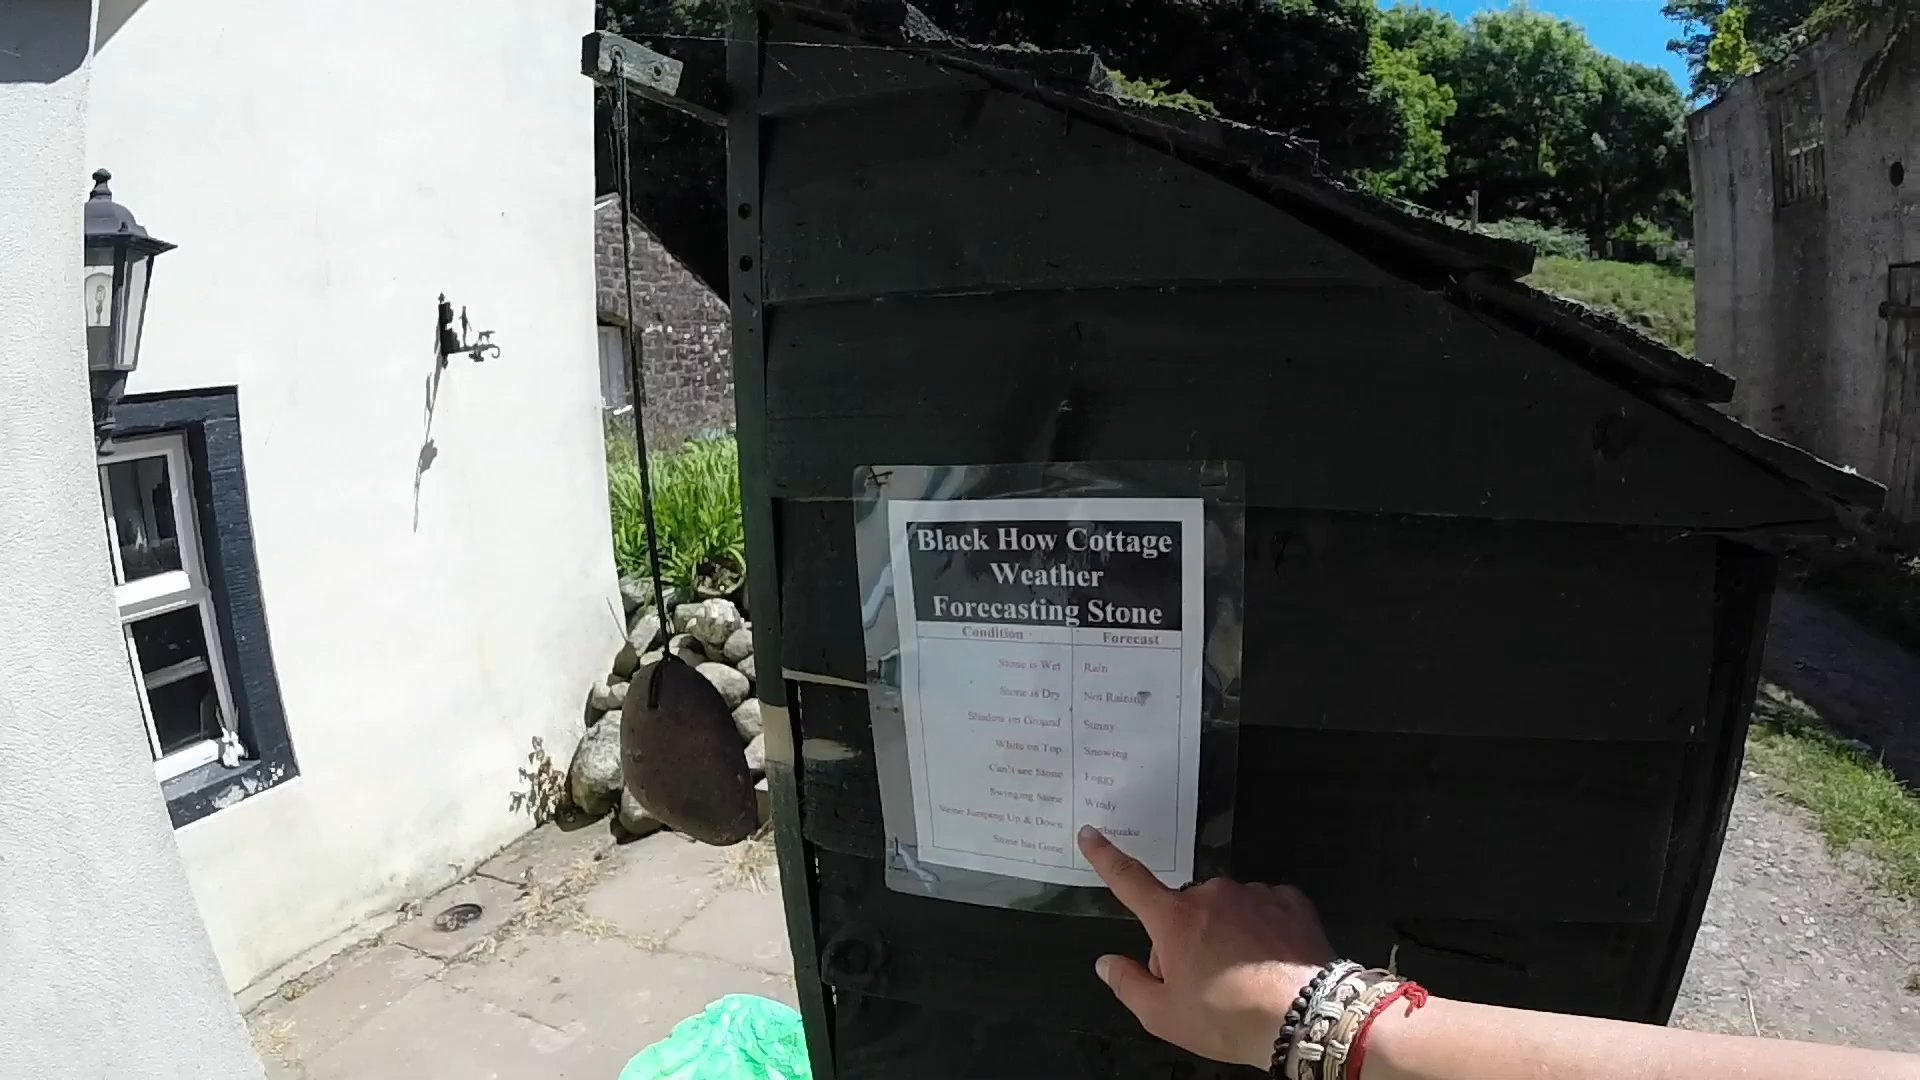 Black How Cottage
Weather
Forecasting Stone
Condition Forecast
Stone is Wet Rain
Stone is Dry Not Raining
Shadow on Ground Sunny
White on Top Snowing
Can't see Stone Foggy
Swinging Stone Windy
Stone Jumping Up & Down
Stone has Gone